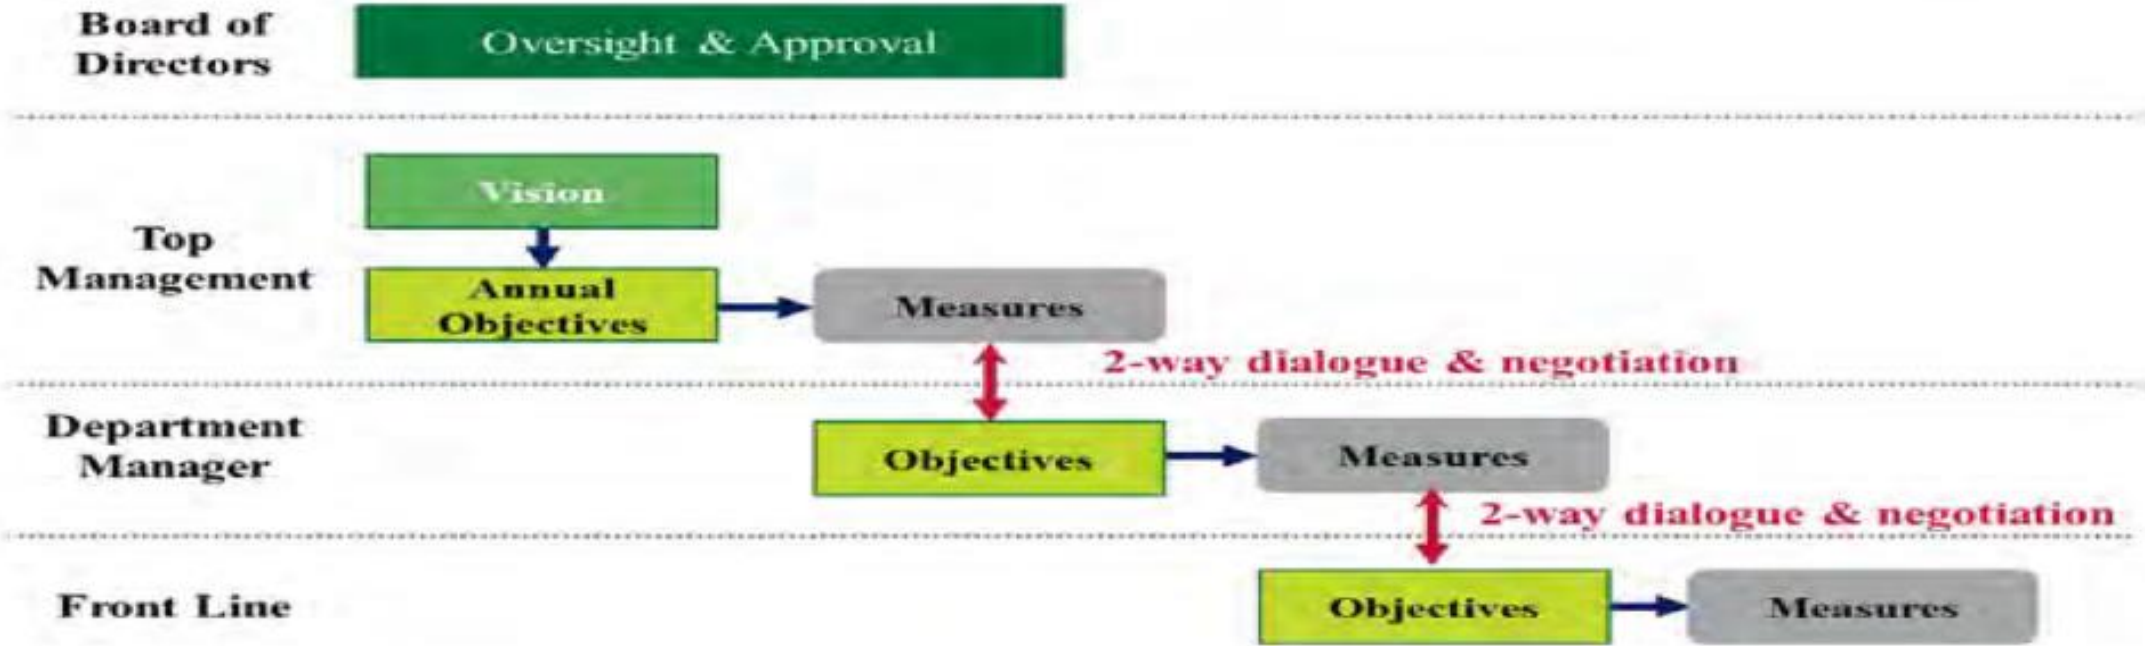 Board of
Directors
Oversight & Approval
Vision
Top
Management
Annual
Objectives
Measures
2-way dialogue & negotiation
Department
Manager
Objectives
Measures
2-way dialogue & negotiation
Front Line
Objectives
Measures